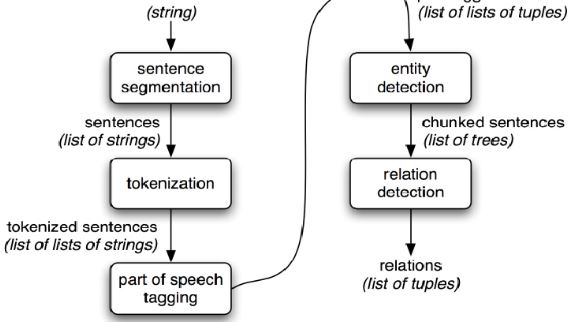 (string)
sentence
segmentation
sentences
(list of strings)
tokenization
tokenized sentences
(list of lists of strings)
part of speech
tagging
(list of lists of tuples)
entity
detection
chunked sentences
(list of trees)
relation
detection
relations
(list of tuples)